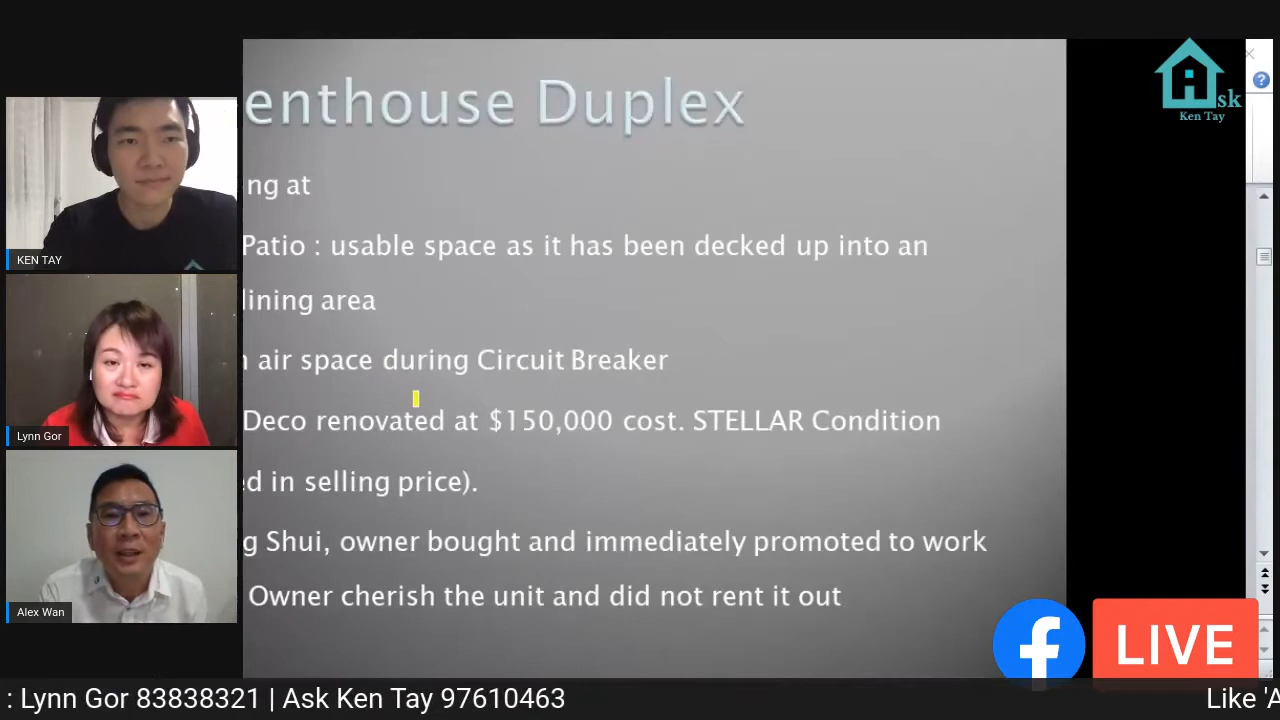 enthouse Duplex
ng at
Patio : usable space as it has been decked up into an
lining area
air space during Circuit Breaker
Deco renovated at $150,000 cost. STELLAR Condition
ed in selling price).
g Shui, owner bought and immediately promoted to work
Owner cherish the unit and did not rent it out
KEN TAY
Lynn Gor
Alex Wan
sk
Ken Tay
?
f LIVE
: Lynn Gor 83838321 | Ask Ken Tay 97610463
Like 'A